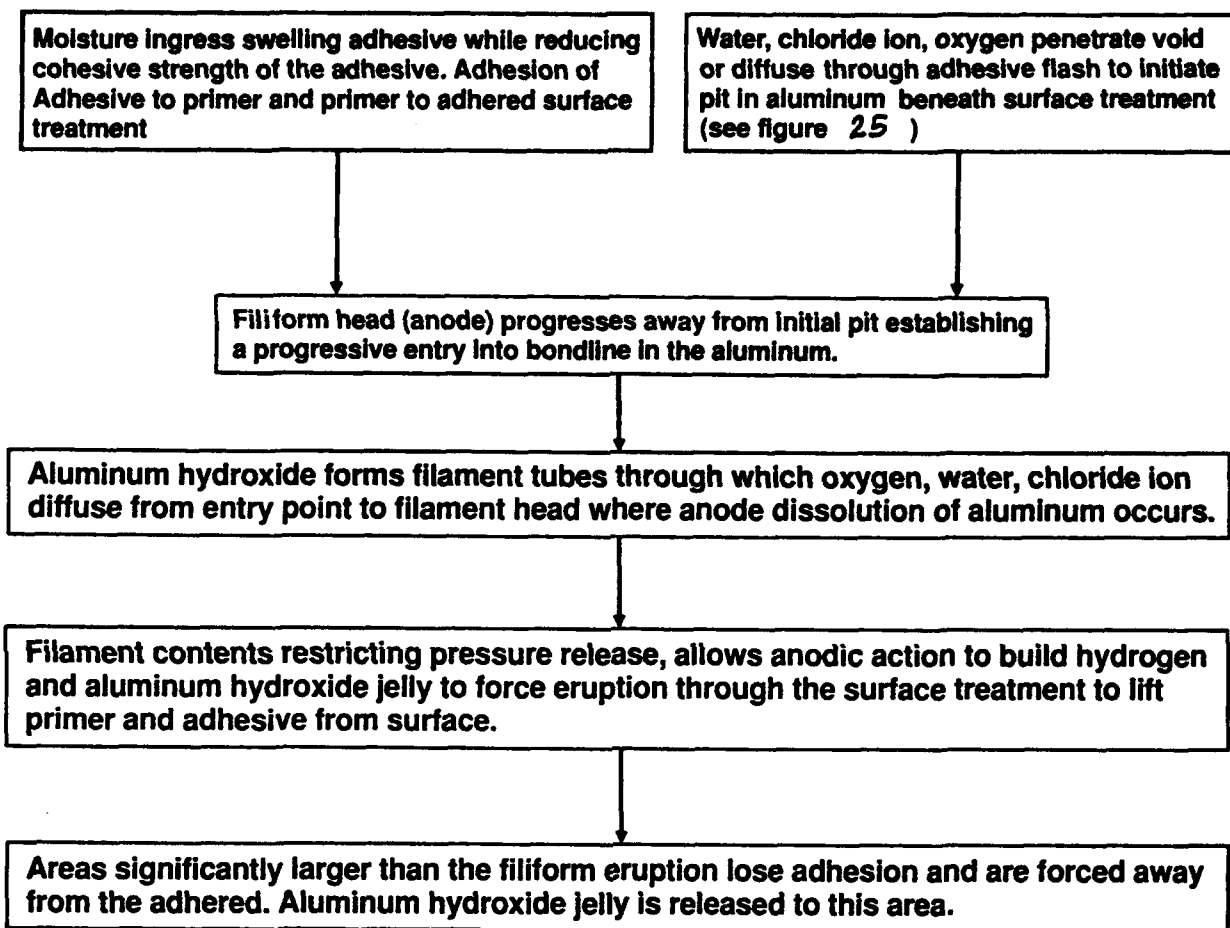 Moisture ingress swelling adhesive while reducing
cohesive strength of the adhesive. Adhesion of
Adhesive to primer and primer to adhered surface
treatment
Water, chloride ion, oxygen penetrate void
or diffuse through adhesive flash to initiate
pit in aluminum beneath surface treatment
(see figure 25 )
Filiform head (anode) progresses away from initial pit establishing
a progressive entry into bondline in the aluminum.
Aluminum hydroxide forms filament tubes through which oxygen, water, chloride ion
diffuse from entry point to filament head where anode dissolution of aluminum occurs.
Filament contents restricting pressure release, allows anodic action to build hydrogen
and aluminum hydroxide jelly to force eruption through the surface treatment to lift
primer and adhesive from surface.
Areas significantly larger than the filiform eruption lose adhesion and are forced away
from the adhered. Aluminum hydroxide jelly is released to this area.